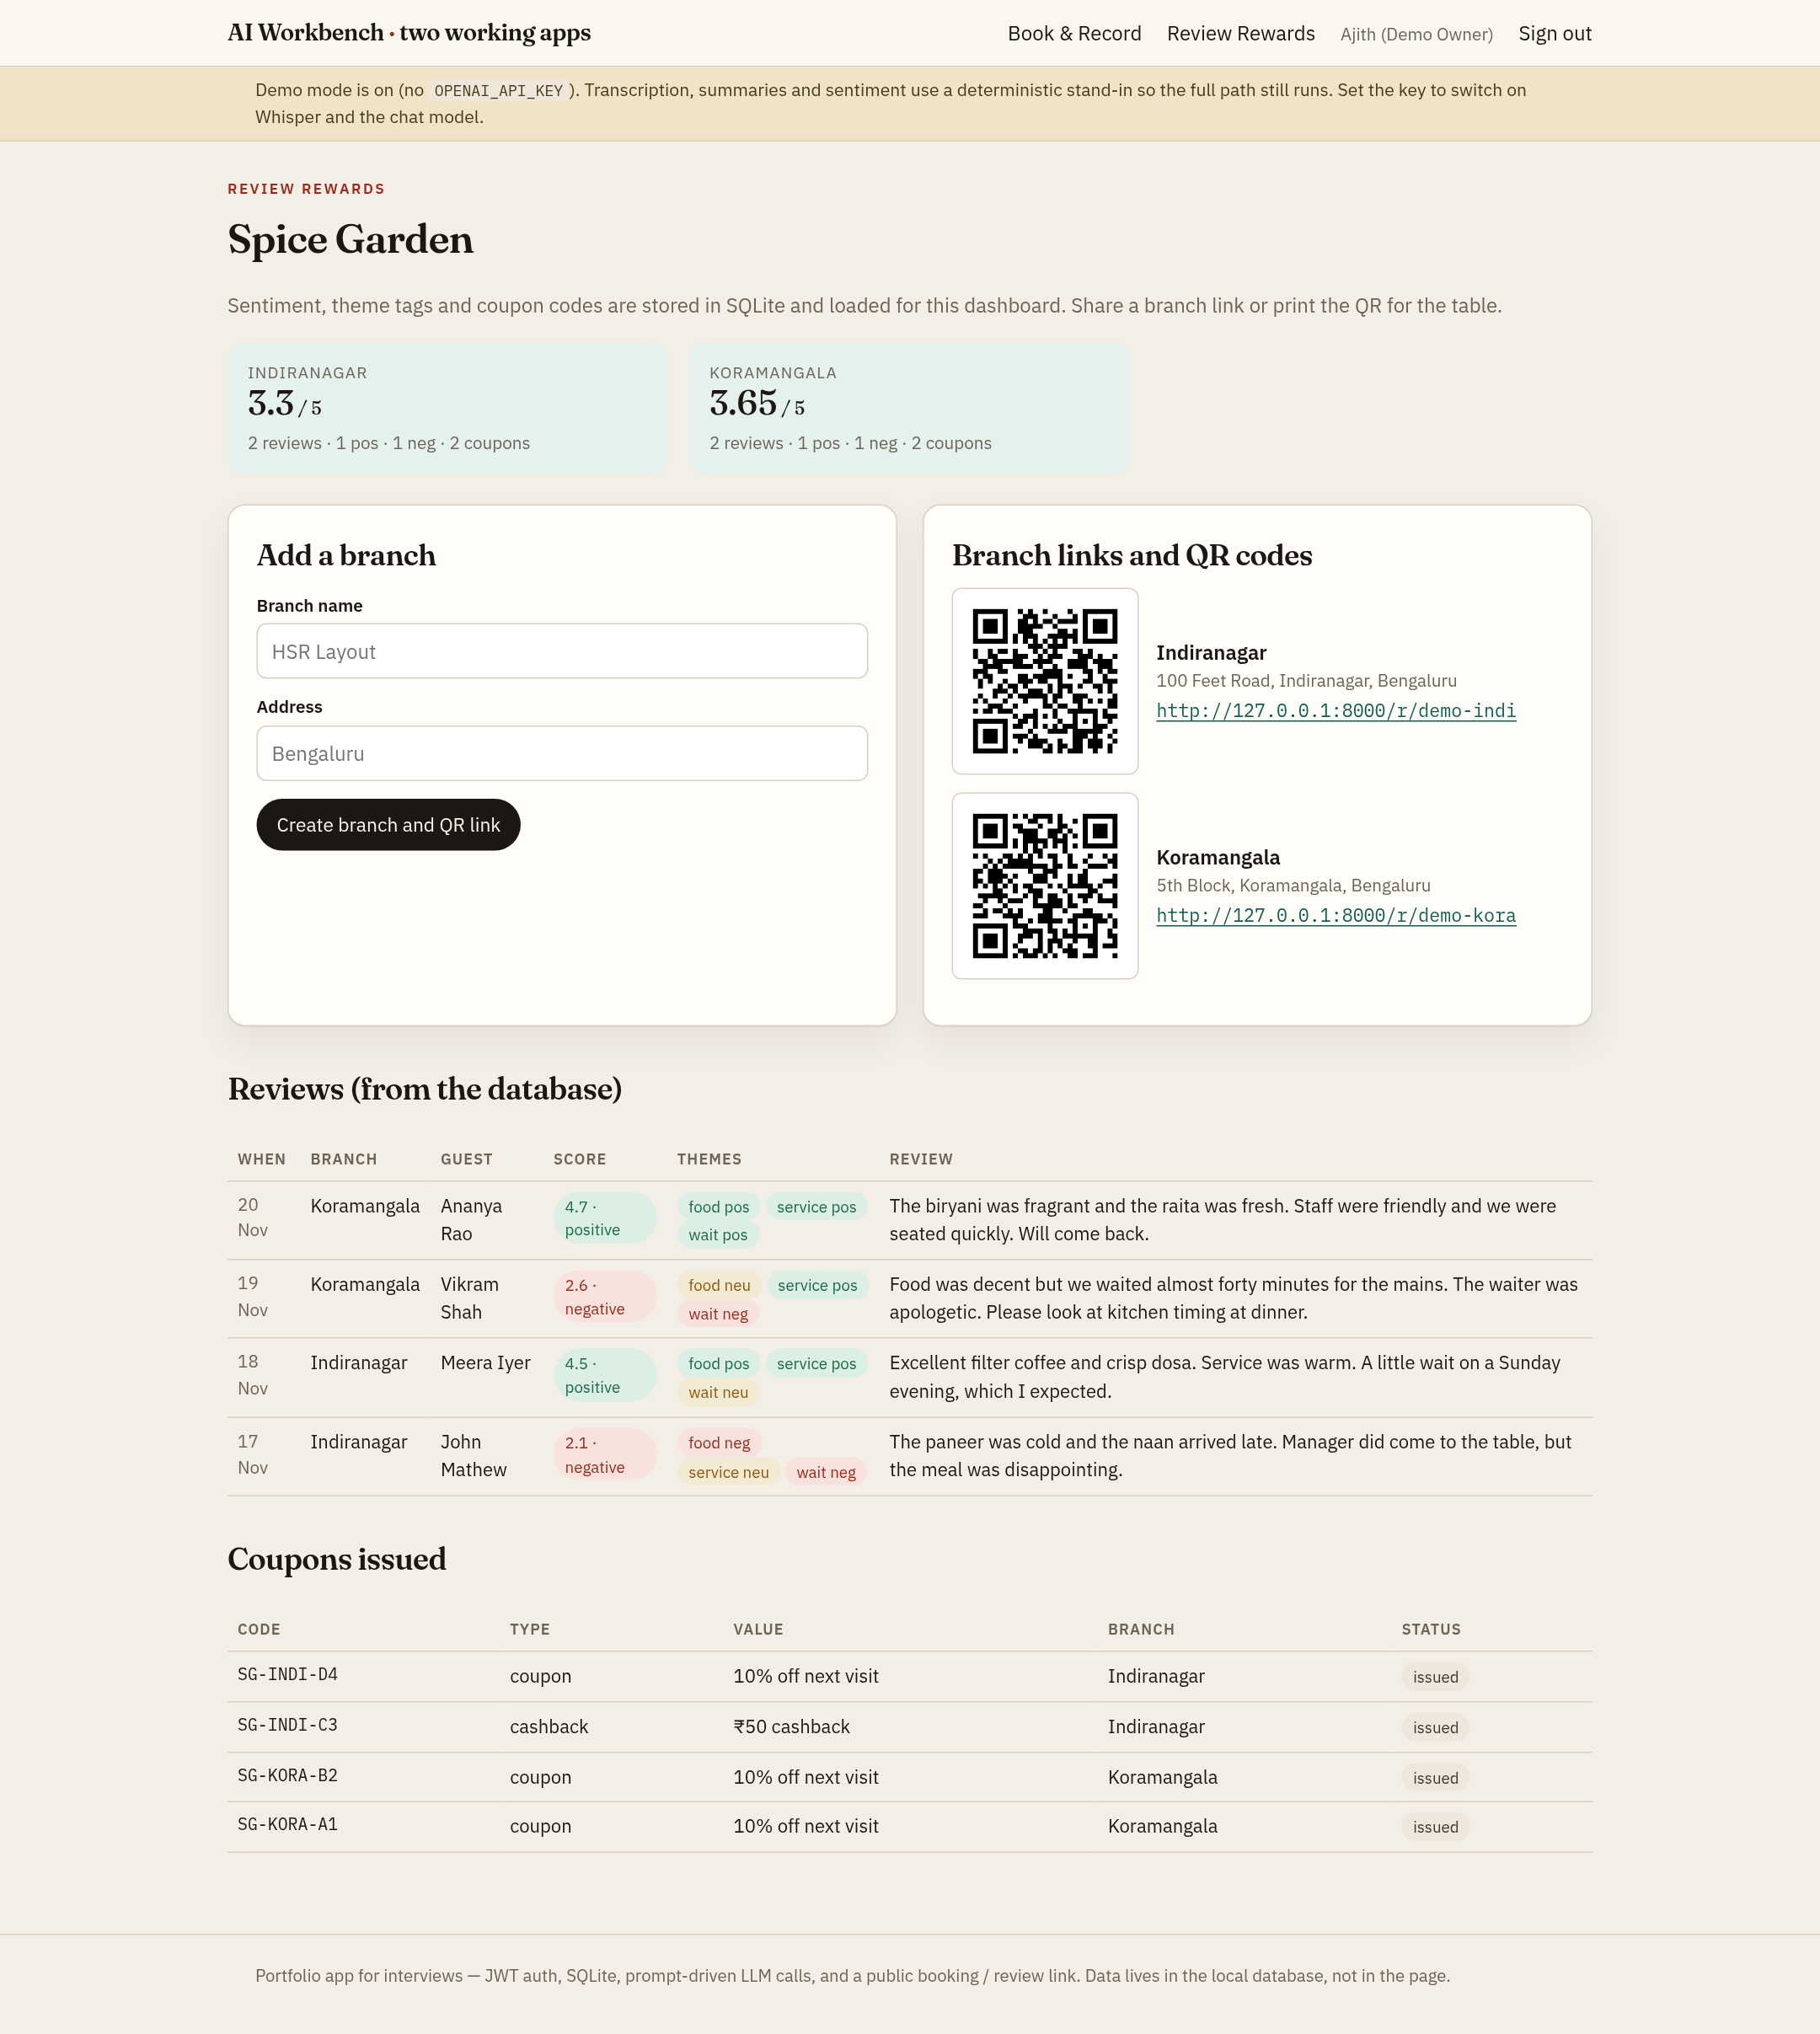 AI Workbench · two working apps
Book & Record
Review Rewards
Ajith (Demo Owner)
Sign out
Demo mode is on (no OPENAI_API_KEY ). Transcription, summaries and sentiment use a deterministic stand-in so the full path still runs. Set the key to switch on
Whisper and the chat model.
REVIEW REWARDS
Spice Garden
Sentiment, theme tags and coupon codes are stored in SQLite and loaded for this dashboard. Share a branch link or print the QR for the table.
INDIRANAGAR
3.3 / 5
2 reviews · 1 pos · 1 neg · 2 coupons
KORAMANGALA
3.65 / 5
2 reviews · 1 pos · 1 neg · 2 coupons
Add a branch
Branch name
HSR Layout
Address
Bengaluru
Create branch and QR link
Branch links and QR codes
Indiranagar
100 Feet Road, Indiranagar, Bengaluru
http://127.0.0.1:8000/r/demo-indi
Koramangala
5th Block, Koramangala, Bengaluru
http://127.0.0.1:8000/r/demo-kora
Reviews (from the database)
WHEN BRANCH GUEST SCORE THEMES REVIEW
20 Koramangala Ananya 4.7 · food pos service pos The biryani was fragrant and the raita was fresh. Staff were friendly and we were
Nov Rao positive wait pos seated quickly. Will come back.
19 Koramangala Vikram 2.6 · food neu service pos Food was decent but we waited almost forty minutes for the mains. The waiter was
Nov Shah negative wait neg apologetic. Please look at kitchen timing at dinner.
18 Indiranagar Meera Iyer 4.5 · food pos service pos Excellent filter coffee and crisp dosa. Service was warm. A little wait on a Sunday
Nov positive wait neu evening, which I expected.
17 Indiranagar John 2.1 · food neg The paneer was cold and the naan arrived late. Manager did come to the table, but
Nov Mathew negative service neu wait neg the meal was disappointing.
Coupons issued
CODE TYPE VALUE BRANCH STATUS
SG-INDI-D4 coupon 10% off next visit Indiranagar issued
SG-INDI-C3 cashback ₹50 cashback Indiranagar issued
SG-KORA-B2 coupon 10% off next visit Koramangala issued
SG-KORA-A1 coupon 10% off next visit Koramangala issued
Portfolio app for interviews — JWT auth, SQLite, prompt-driven LLM calls, and a public booking / review link. Data lives in the local database, not in the page.